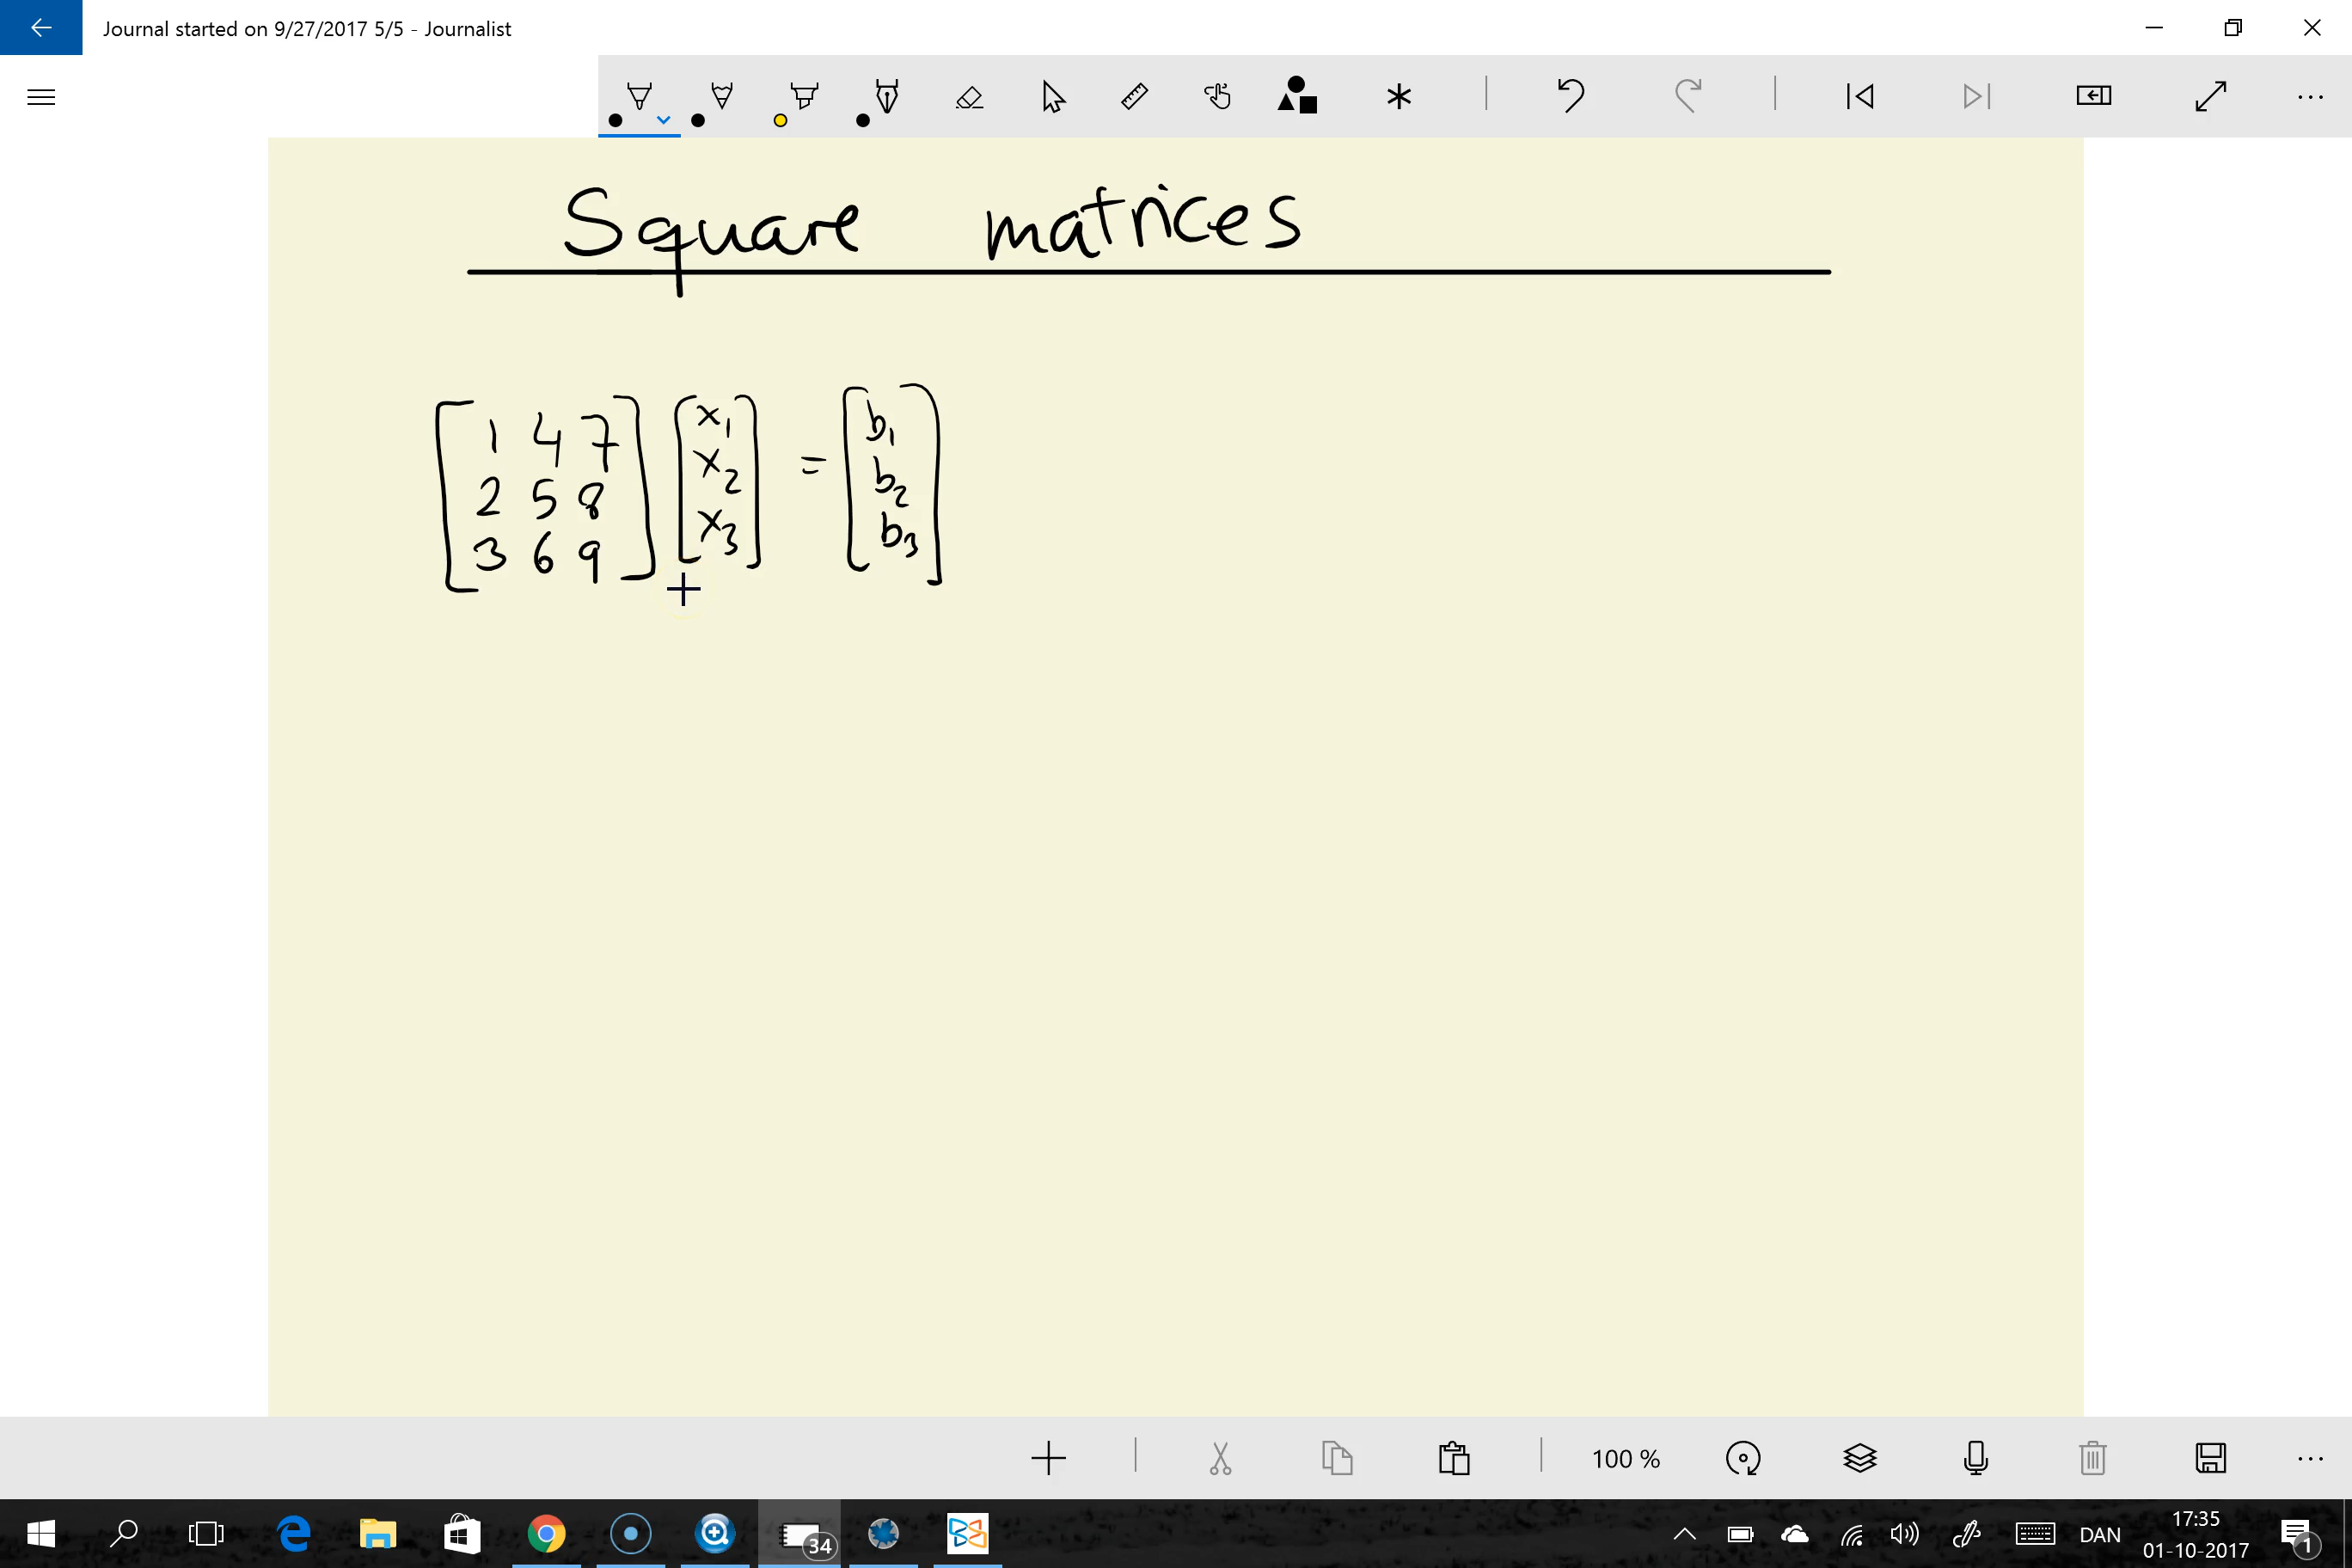 Journal started on 9/27/2017 5/5 - Journalist
Square matrices
1 4 7 x1 = b1
2 5 8 x2 b2
3 6 9 x3 b3
100 %
34
DAN
17:35
01-10-2017
1